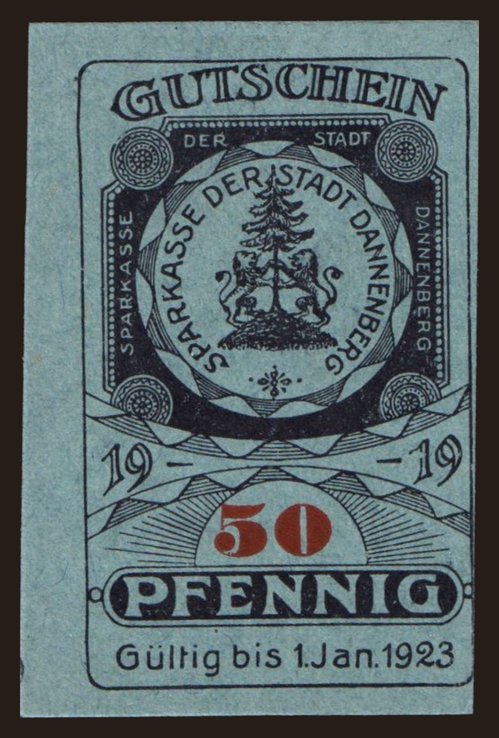 GUTSCHEIN
DER STADT
SPARKASSE
DANNENBERG
SPARKASSE DER STADT DANNENBERG
19 – – 19
50
PFENNIG
Gültig bis 1. Jan. 1923